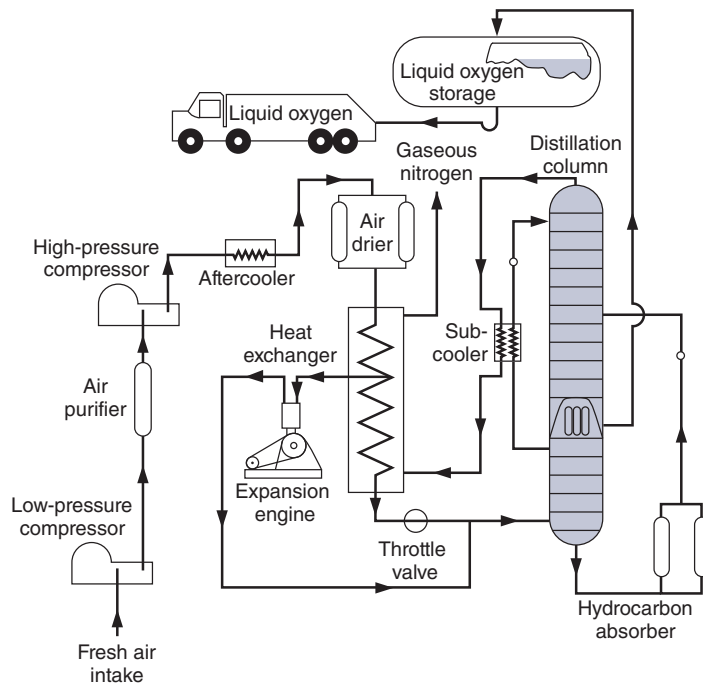 Liquid oxygen
storage
Liquid oxygen
Gaseous
nitrogen
Distillation
column
Air
drier
High-pressure
compressor
Aftercooler
Heat
exchanger
Sub-
cooler
Air
purifier
Expansion
engine
Low-pressure
compressor
Throttle
valve
Hydrocarbon
absorber
Fresh air
intake